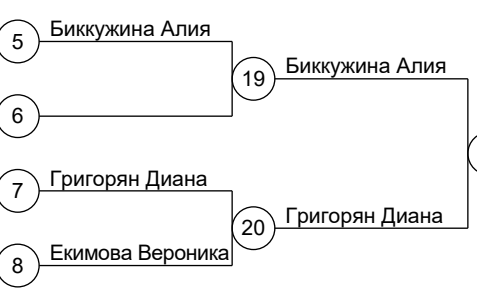 5 Биккужина Алия
19 Биккужина Алия
6
7 Григорян Диана
20 Григорян Диана
8 Екимова Вероника